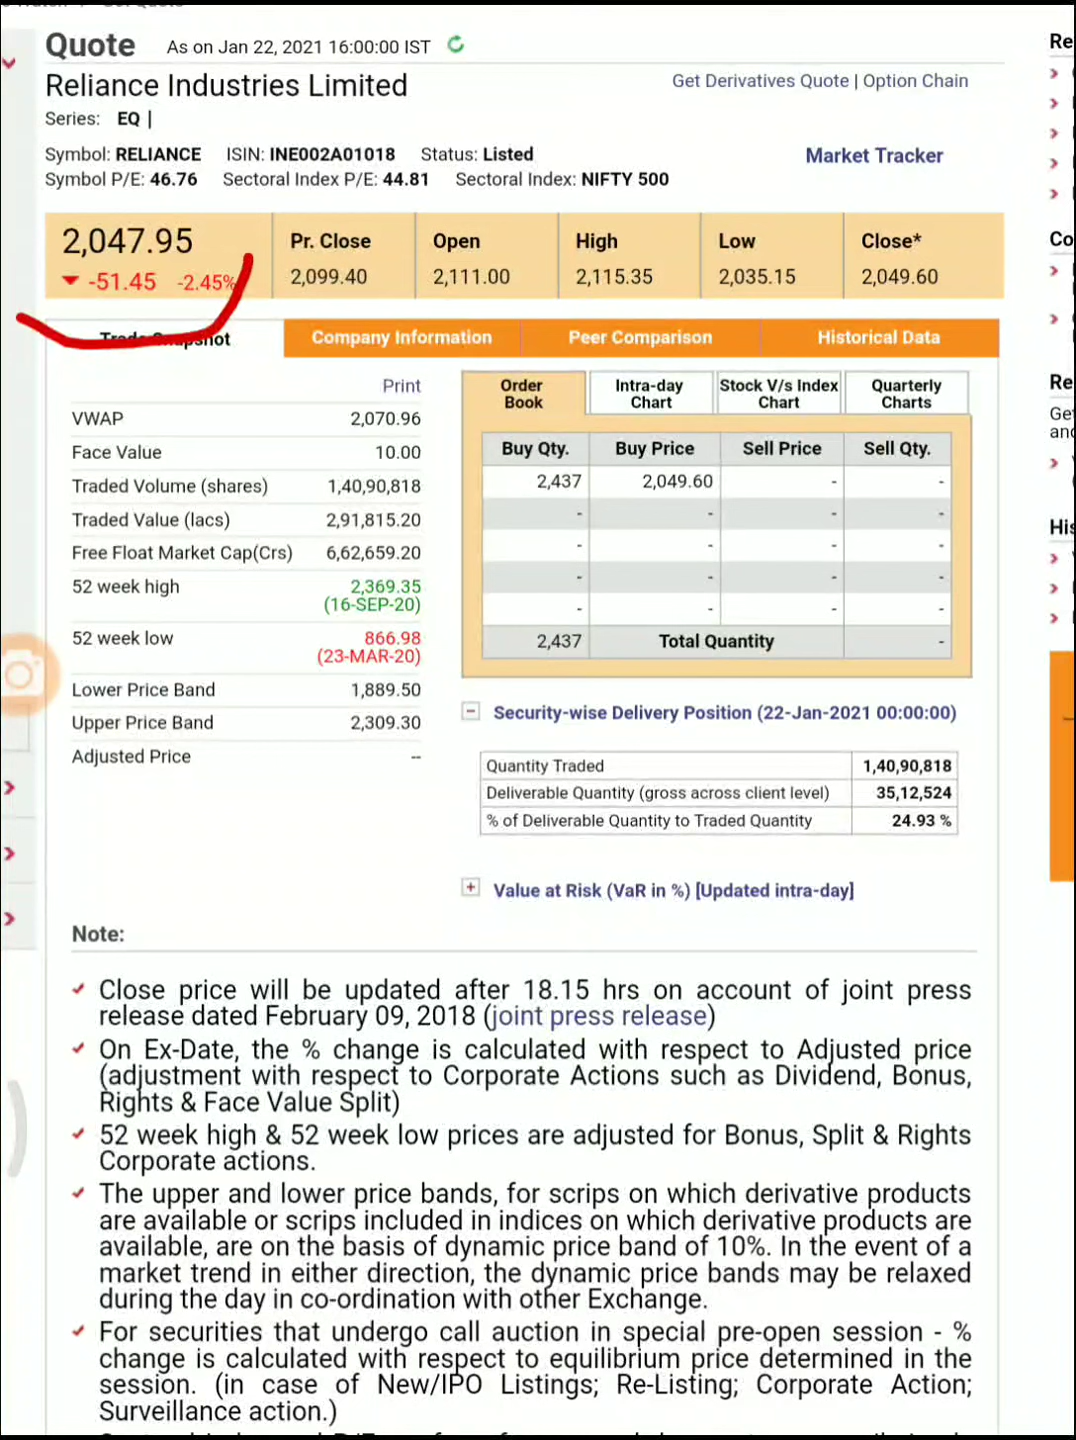 Quote As on Jan 22, 2021 16:00:00 IST
Reliance Industries Limited Get Derivatives Quote | Option Chain
Series: EQ |
Symbol: RELIANCE ISIN: INE002A01018 Status: Listed Market Tracker
Symbol P/E: 46.76 Sectoral Index P/E: 44.81 Sectoral Index: NIFTY 500
2,047.95 Pr. Close Open High Low Close*
-51.45 -2.45% 2,099.40 2,111.00 2,115.35 2,035.15 2,049.60
Trade Snapshot Company Information Peer Comparison Historical Data
Print
VWAP 2,070.96
Face Value 10.00
Traded Volume (shares) 1,40,90,818
Traded Value (lacs) 2,91,815.20
Free Float Market Cap(Crs) 6,62,659.20
52 week high 2,369.35
(16-SEP-20)
52 week low 866.98
(23-MAR-20)
Lower Price Band 1,889.50
Upper Price Band 2,309.30
Adjusted Price --
Order Intra-day Stock V/s Index Quarterly
Book Chart Chart Charts
Buy Qty. Buy Price Sell Price Sell Qty.
2,437 2,049.60 - -
- - - -
- - - -
- - - -
- - - -
2,437 Total Quantity -
Security-wise Delivery Position (22-Jan-2021 00:00:00)
Quantity Traded 1,40,90,818
Deliverable Quantity (gross across client level) 35,12,524
% of Deliverable Quantity to Traded Quantity 24.93 %
Value at Risk (VaR in %) [Updated intra-day]
Note:
Close price will be updated after 18.15 hrs on account of joint press
release dated February 09, 2018 (joint press release)
On Ex-Date, the % change is calculated with respect to Adjusted price
(adjustment with respect to Corporate Actions such as Dividend, Bonus,
Rights & Face Value Split)
52 week high & 52 week low prices are adjusted for Bonus, Split & Rights
Corporate actions.
The upper and lower price bands, for scrips on which derivative products
are available or scrips included in indices on which derivative products are
available, are on the basis of dynamic price band of 10%. In the event of a
market trend in either direction, the dynamic price bands may be relaxed
during the day in co-ordination with other Exchange.
For securities that undergo call auction in special pre-open session - %
change is calculated with respect to equilibrium price determined in the
session. (in case of New/IPO Listings; Re-Listing; Corporate Action;
Surveillance action.)